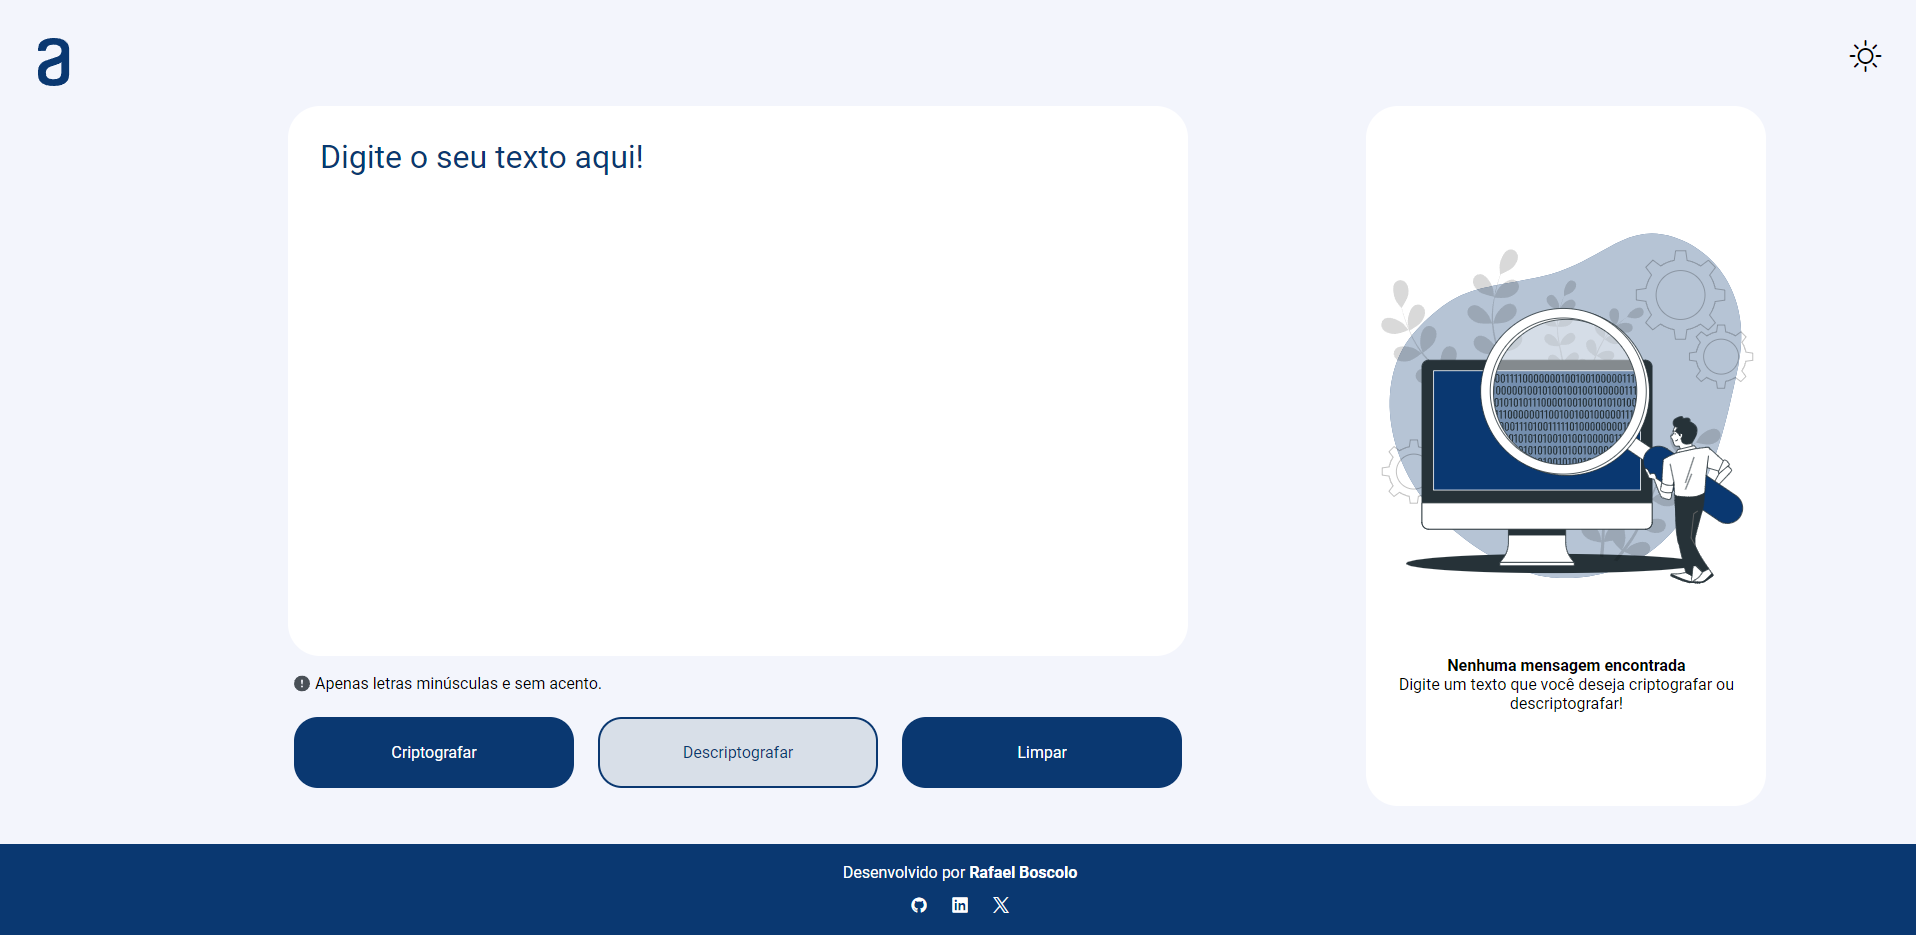 a
Digite o seu texto aqui!
Apenas letras minúsculas e sem acento.
Criptografar
Descriptografar
Limpar
Nenhuma mensagem encontrada
Digite um texto que você deseja criptografar ou
descriptografar!
Desenvolvido por Rafael Boscolo